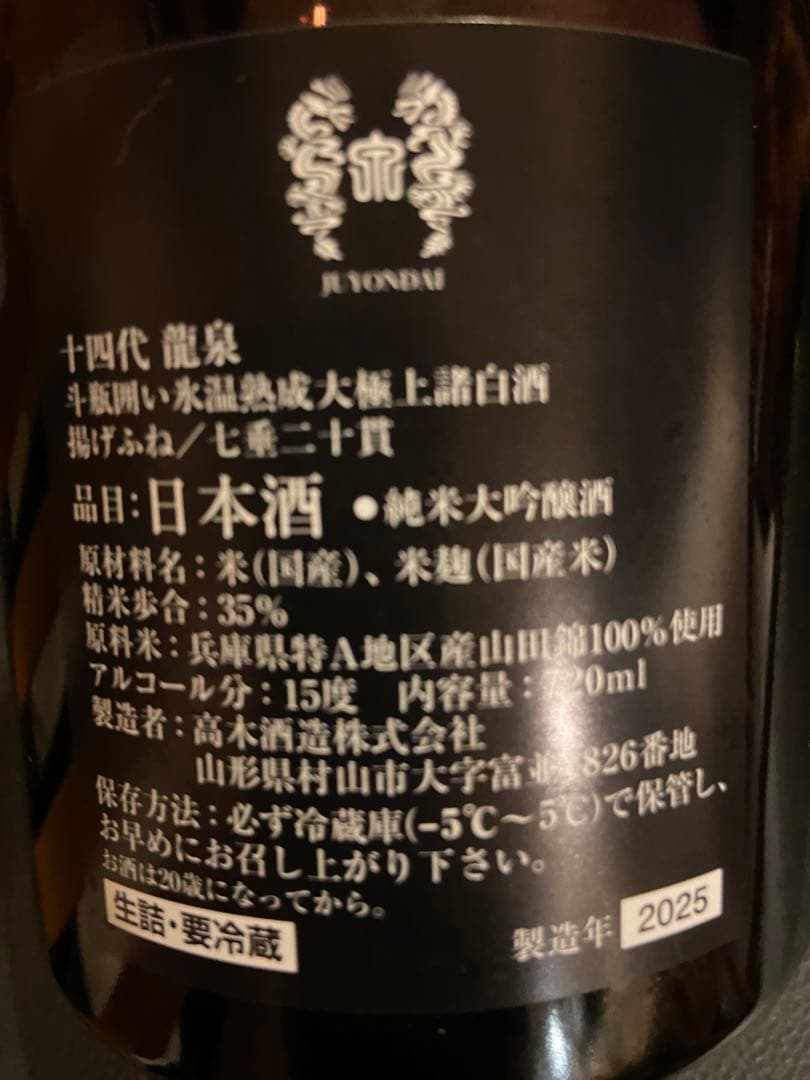 JUYONDAI
十四代 龍泉
斗瓶囲い氷温熟成大極上諸白酒
揚げふね／七垂二十貫
品目：日本酒 ●純米大吟醸酒
原材料名：米(国産)、米麹(国産米)
精米歩合：35%
原料米：兵庫県特A地区産山田錦100%使用
アルコール分：15度 内容量：720ml
製造者：高木酒造株式会社
山形県村山市大字富並1826番地
保存方法：必ず冷蔵庫(-5℃～5℃)で保管し、
お早めにお召し上がり下さい。
お酒は20歳になってから。
生詰・要冷蔵
製造年 2025